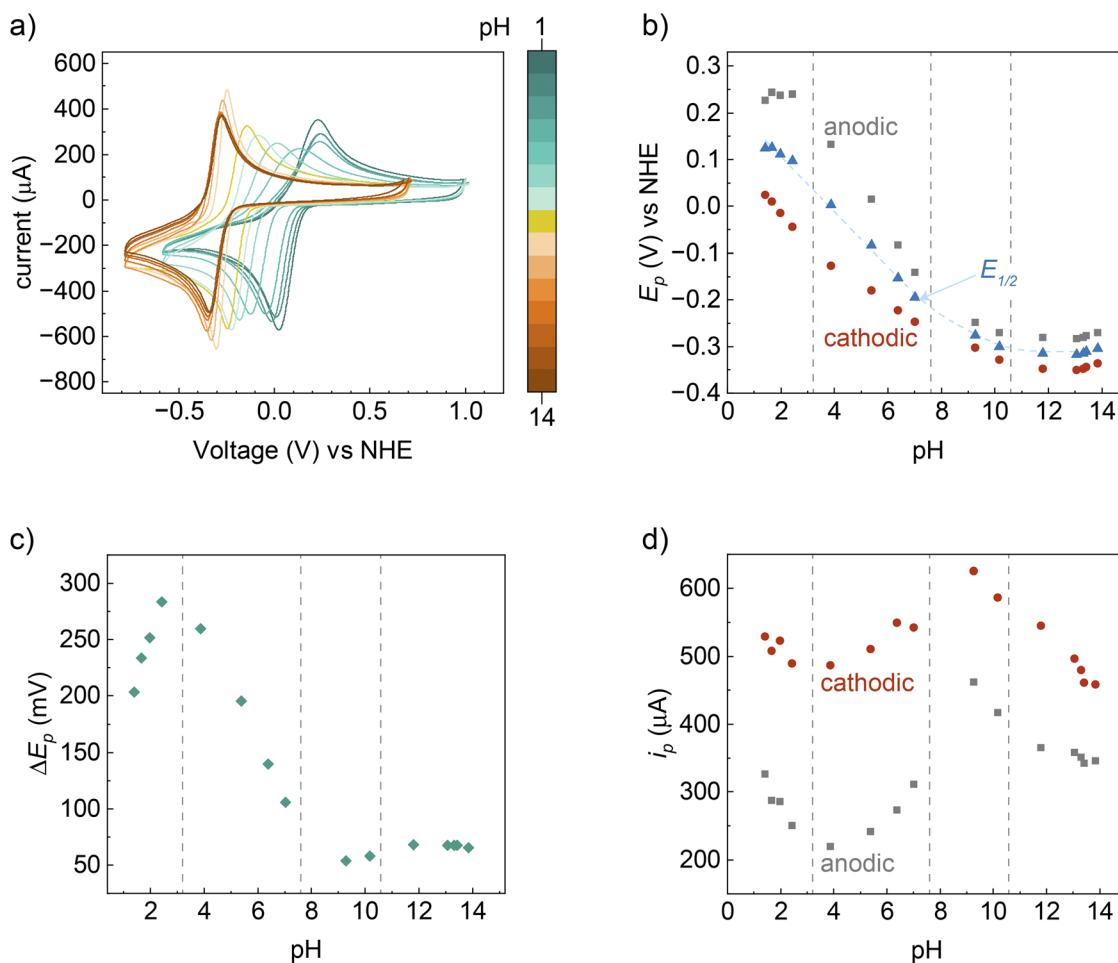 a)
pH 1
600
400
200
0
−200
−400
−600
−800
current (µA)
−0.5 0.0 0.5 1.0
Voltage (V) vs NHE
14
b)
0.3
0.2
0.1
0.0
−0.1
−0.2
−0.3
−0.4
Ep (V) vs NHE
anodic
E1/2
cathodic
0 2 4 6 8 10 12 14
pH
c)
300
250
200
150
100
50
ΔEp (mV)
2 4 6 8 10 12 14
pH
d)
600
500
400
300
200
ip (µA)
cathodic
anodic
0 2 4 6 8 10 12 14
pH